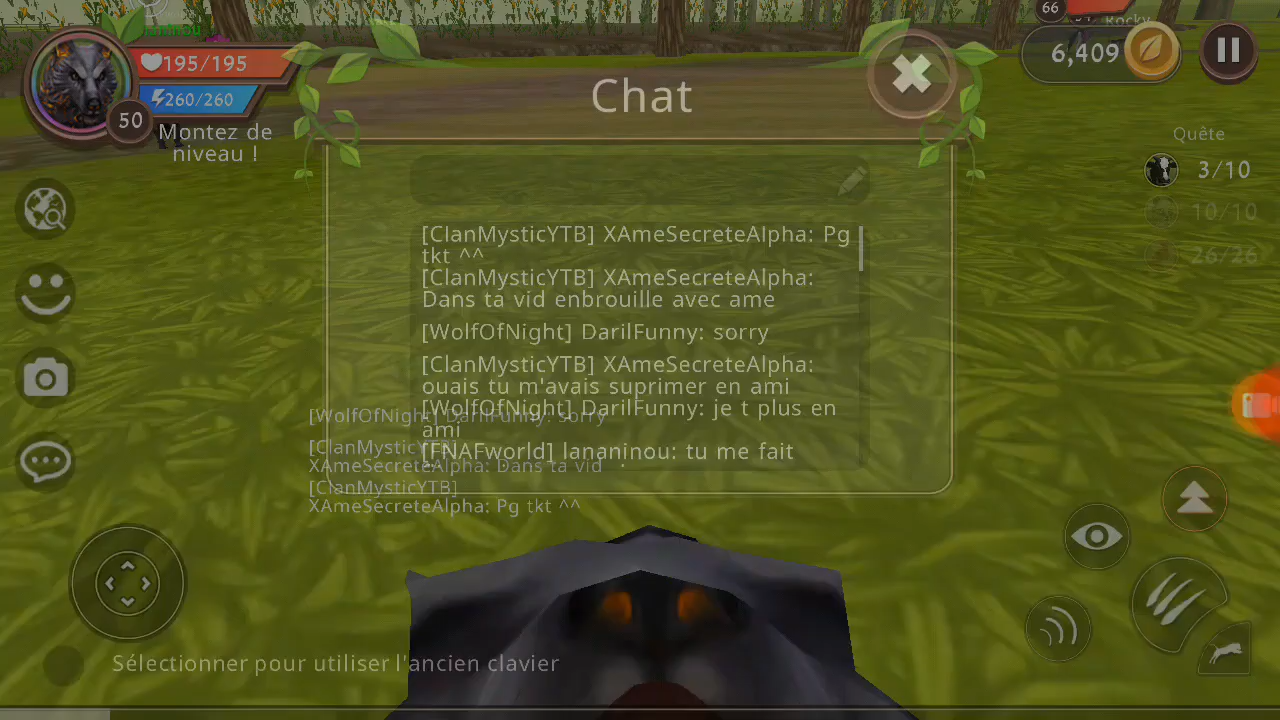 66
Rocky
195/195
6,409
260/260
Chat
50
Montez de
niveau !
Quête
3/10
10/10
26/26
[ClanMysticYTB] XAmeSecreteAlpha: Pg
tkt ^^
[ClanMysticYTB] XAmeSecreteAlpha:
Dans ta vid enbrouille avec ame
[WolfOfNight] DarilFunny: sorry
[ClanMysticYTB] XAmeSecreteAlpha:
ouais tu m'avais suprimer en ami
[WolfOfNight] DarilFunny: je t plus en
ami
[FNAFworld] lananinou: tu me fait
[WolfOfNight] DarilFunny: sorry
[ClanMysticYTB]
XAmeSecreteAlpha: Dans ta vid
[ClanMysticYTB]
XAmeSecreteAlpha: Pg tkt ^^
Sélectionner pour utiliser l'ancien clavier